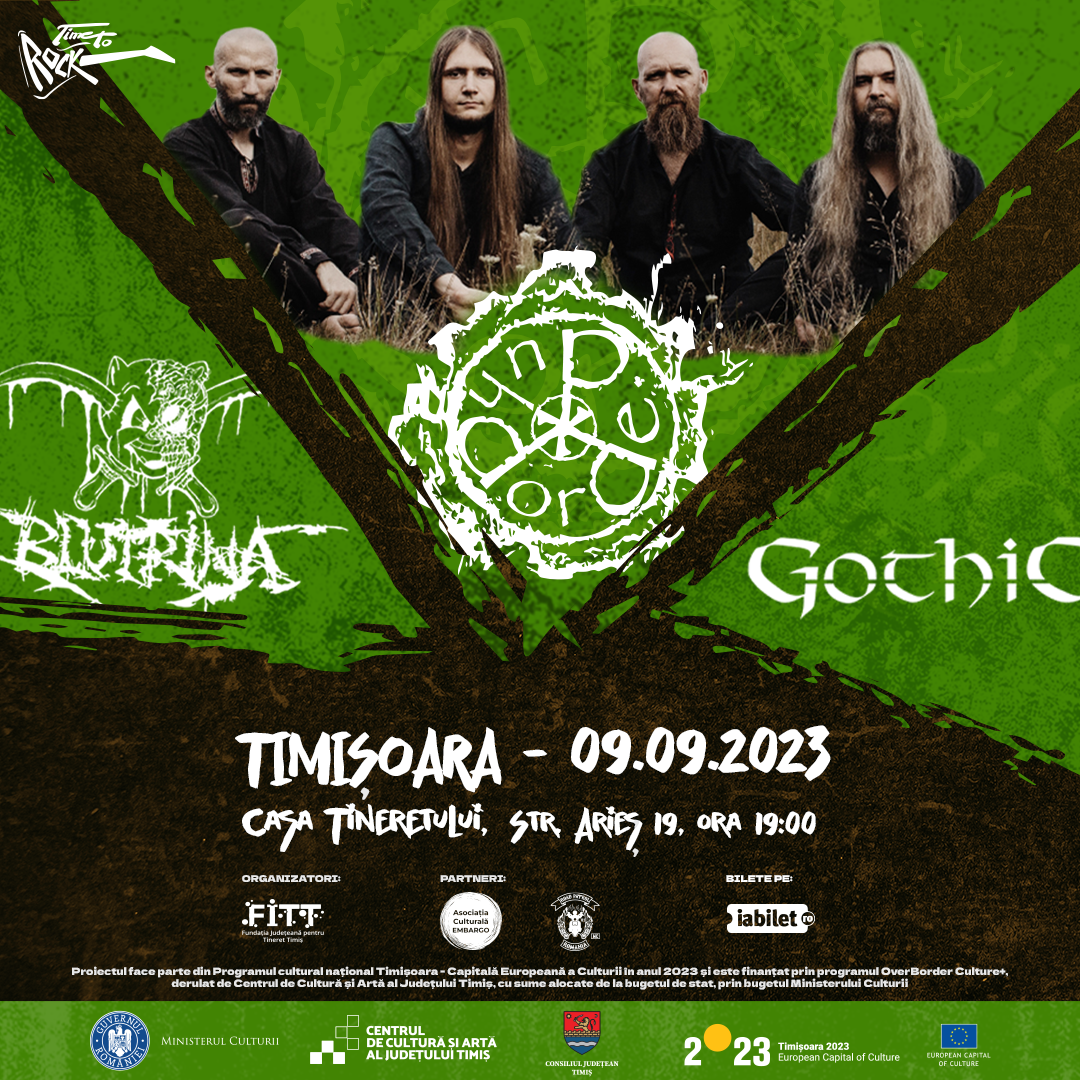 Time to
Rock
Dordeduh
BLUTRINA
GothiC
TIMIȘOARA - 09.09.2023
CASA TINERETULUI, STR. ARIEȘ 19, ORA 19:00
ORGANIZATORI:
PARTNERI:
BILETE PE:
FITT
Fundația Județeană pentru
Tineret Timiș
Asociația
Culturală
EMBARGO
ROMANIA
MC
iabilet ro
Proiectul face parte din Programul cultural național Timișoara - Capitală Europeană a Culturii în anul 2023 și este finanțat prin programul OverBorder Culture+,
derulat de Centrul de Cultură și Artă al Județului Timiș, cu sume alocate de la bugetul de stat, prin bugetul Ministerului Culturii
GUVERNUL
ROMÂNIEI
MINISTERUL CULTURII
CENTRUL
DE CULTURĂ ȘI ARTĂ
AL JUDEȚULUI TIMIȘ
CONSILIUL JUDEȚEAN
TIMIȘ
2023
Timișoara 2023
European Capital of Culture
EUROPEAN CAPITAL
OF CULTURE